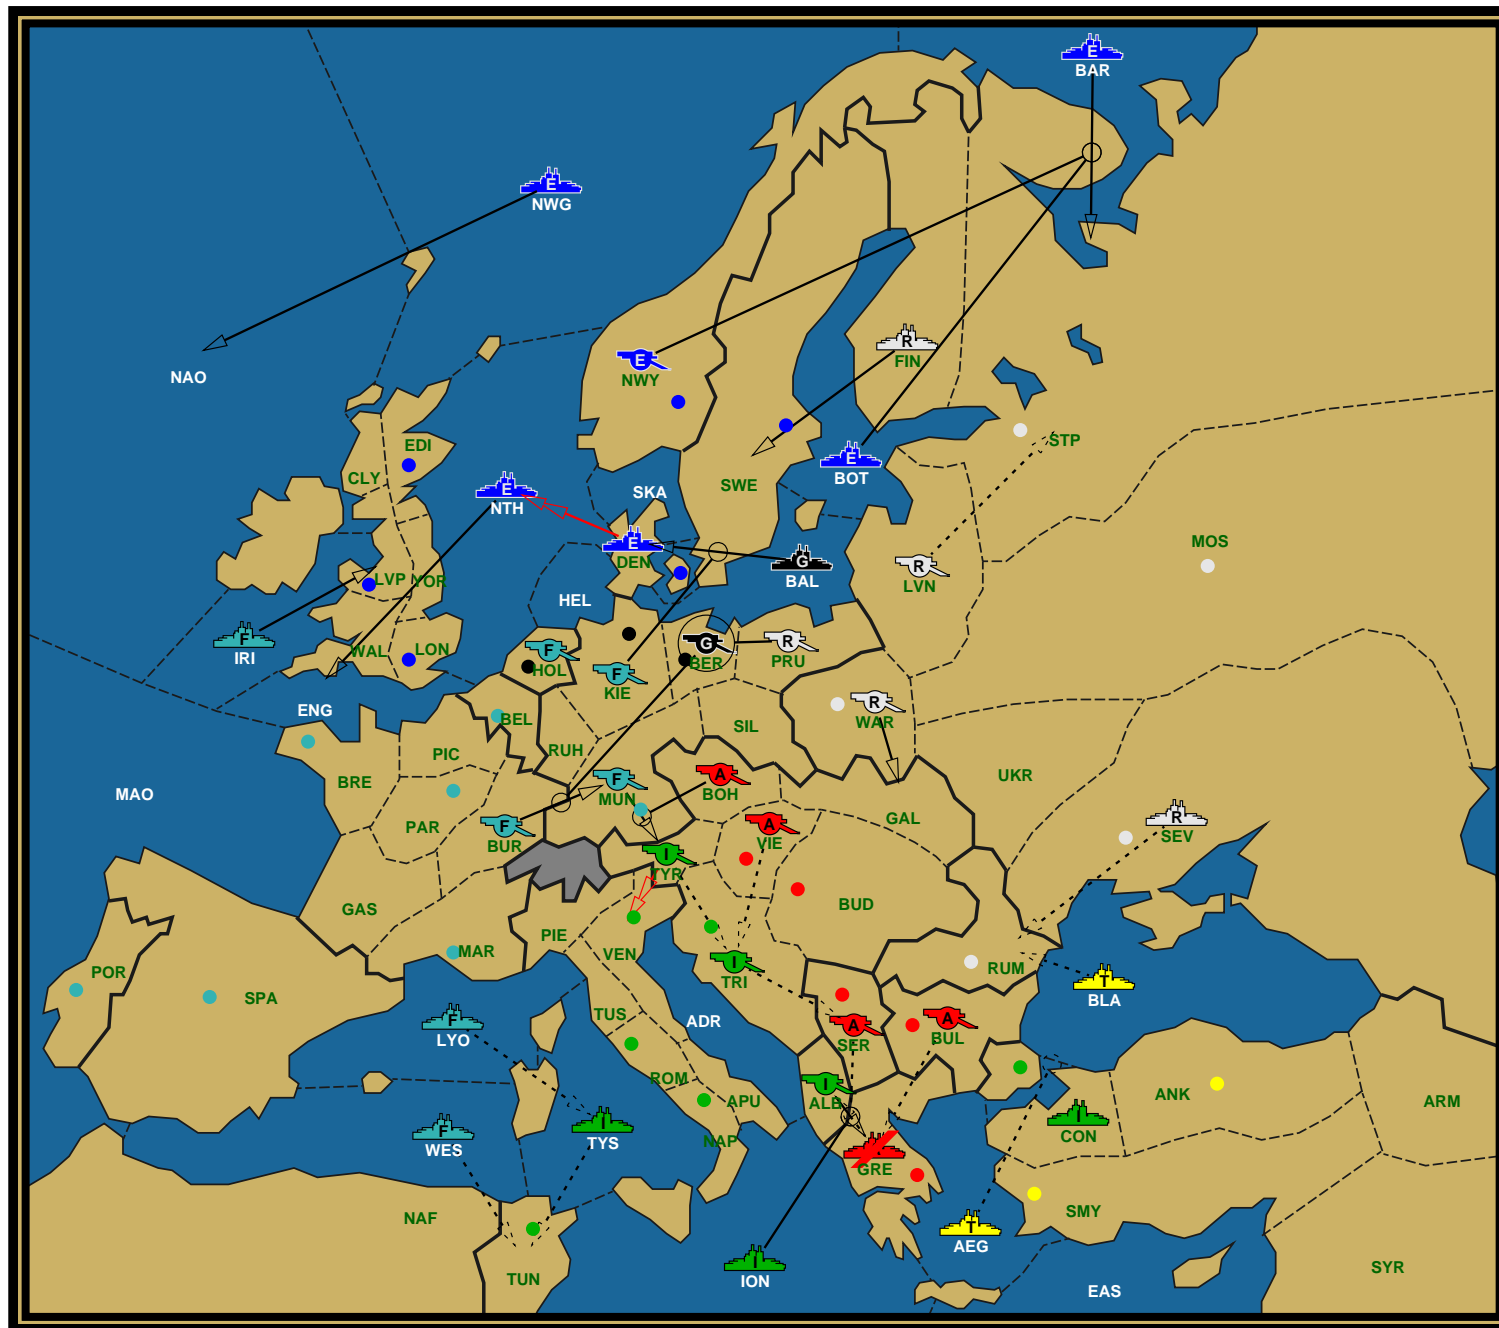 E
BAR
E
NWG
NAO
E
NWY
R
FIN
EDI
CLY
STP
E
BOT
SWE
SKA
E
NTH
E
DEN
G
BAL
R
LVN
MOS
LVP
YOR
HEL
F
IRI
WAL
LON
F
HOL
F
KIE
G
BER
R
PRU
ENG
BEL
R
WAR
PIC
RUH
SIL
BRE
F
MUN
A
BOH
UKR
MAO
PAR
F
BUR
A
VIE
GAL
R
SEV
I
TYR
GAS
BUD
PIE
VEN
MAR
POR
SPA
I
TRI
RUM
T
BLA
F
LYO
TUS
ADR
A
SER
A
BUL
ROM
APU
I
ALB
ANK
ARM
F
WES
I
TYS
NAP
I
CON
GRE
NAF
SMY
T
AEG
I
ION
TUN
EAS
SYR